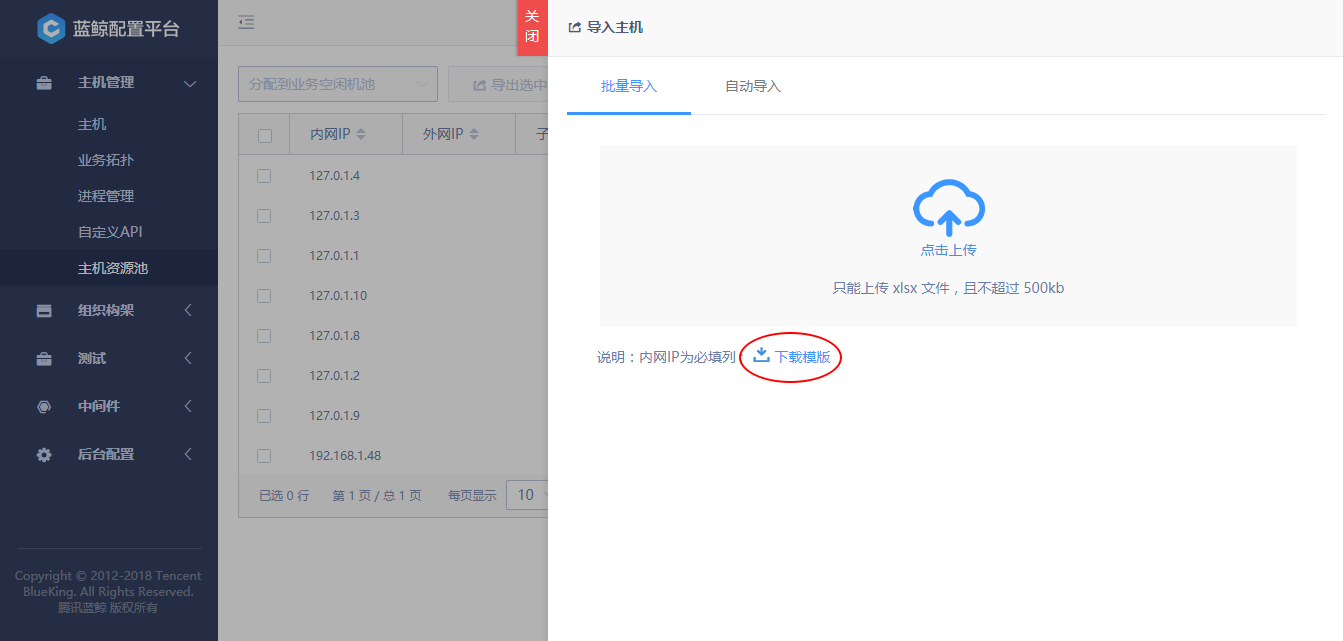 蓝鲸配置平台
主机管理
主机
业务拓扑
进程管理
自定义API
主机资源池
组织构架
测试
中间件
后台配置
Copyright © 2012-2018 Tencent
BlueKing. All Rights Reserved.
腾讯蓝鲸 版权所有
分配到业务空闲机池 导出选中
内网IP 外网IP 子
127.0.1.4
127.0.1.3
127.0.1.1
127.0.1.10
127.0.1.8
127.0.1.2
127.0.1.9
192.168.1.48
已选 0 行 第 1 页 / 总 1 页 每页显示 10
关
闭
导入主机
批量导入 自动导入
点击上传
只能上传 xlsx 文件，且不超过 500kb
说明：内网IP为必填列 下载模版